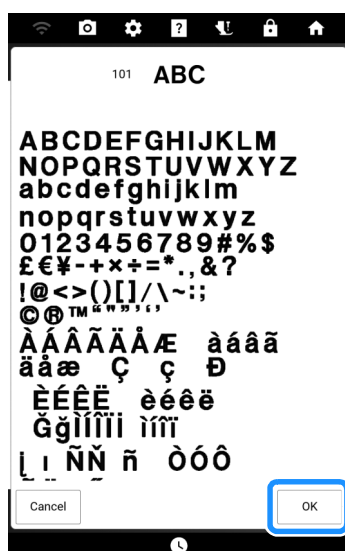 ?
101 ABC
ABCDEFGHIJKLM
NOPQRSTUVWXYZ
abcdefghijklm
nopqrstuvwxyz
0123456789#%$
£€¥-+×÷=*.,&?
!@<>()[]/\~:;
©®™“"”’‘’
ÀÁÂÃÄÅÆ àáâã
äåæ Ç ç Ð
ÈÉÊË èéêë
ĞğÌÍÎÏİ ìíîï
į ı ÑŇ ñ ÒÓÔ
Cancel OK